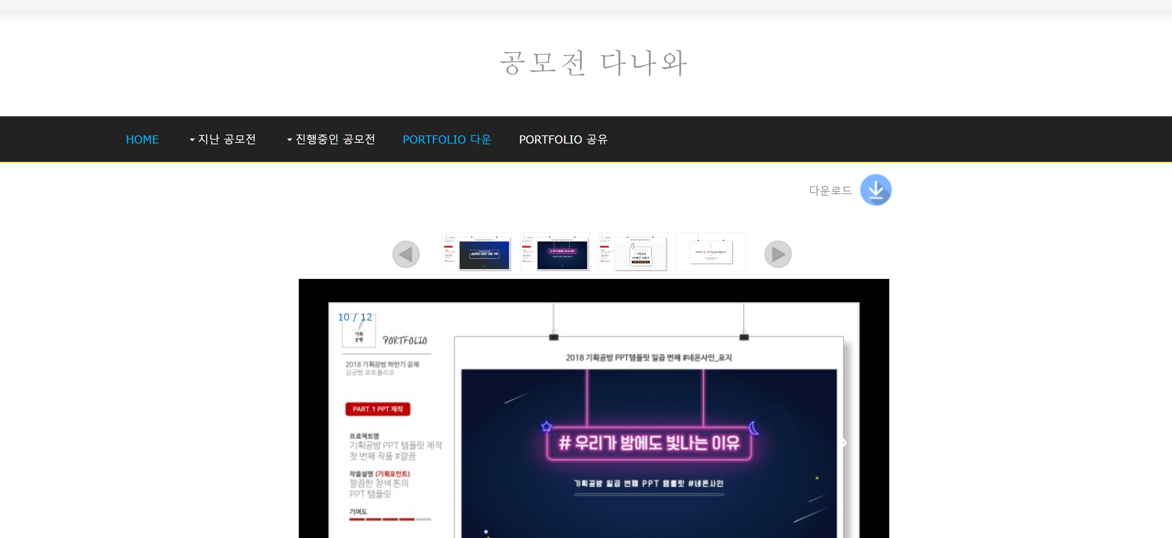 공모전 다나와
HOME
지난 공모전
진행중인 공모전
PORTFOLIO 다운
PORTFOLIO 공유
다운로드
10 / 12
기획
공방
PORTFOLIO
2018 기획공방 하반기 공채
김공방 포트폴리오
PART.1 PPT 제작
프로젝트명
기획공방 PPT 템플릿 제작
첫 번째 작품 #깔끔
작품설명 (기획포인트)
깔끔한 청색 톤의
PPT 템플릿
기여도
2018 기획공방 PPT템플릿 일곱 번째 #네온사인_표지
# 우리가 밤에도 빛나는 이유
기획공방 일곱 번째 PPT 템플릿 #네온사인